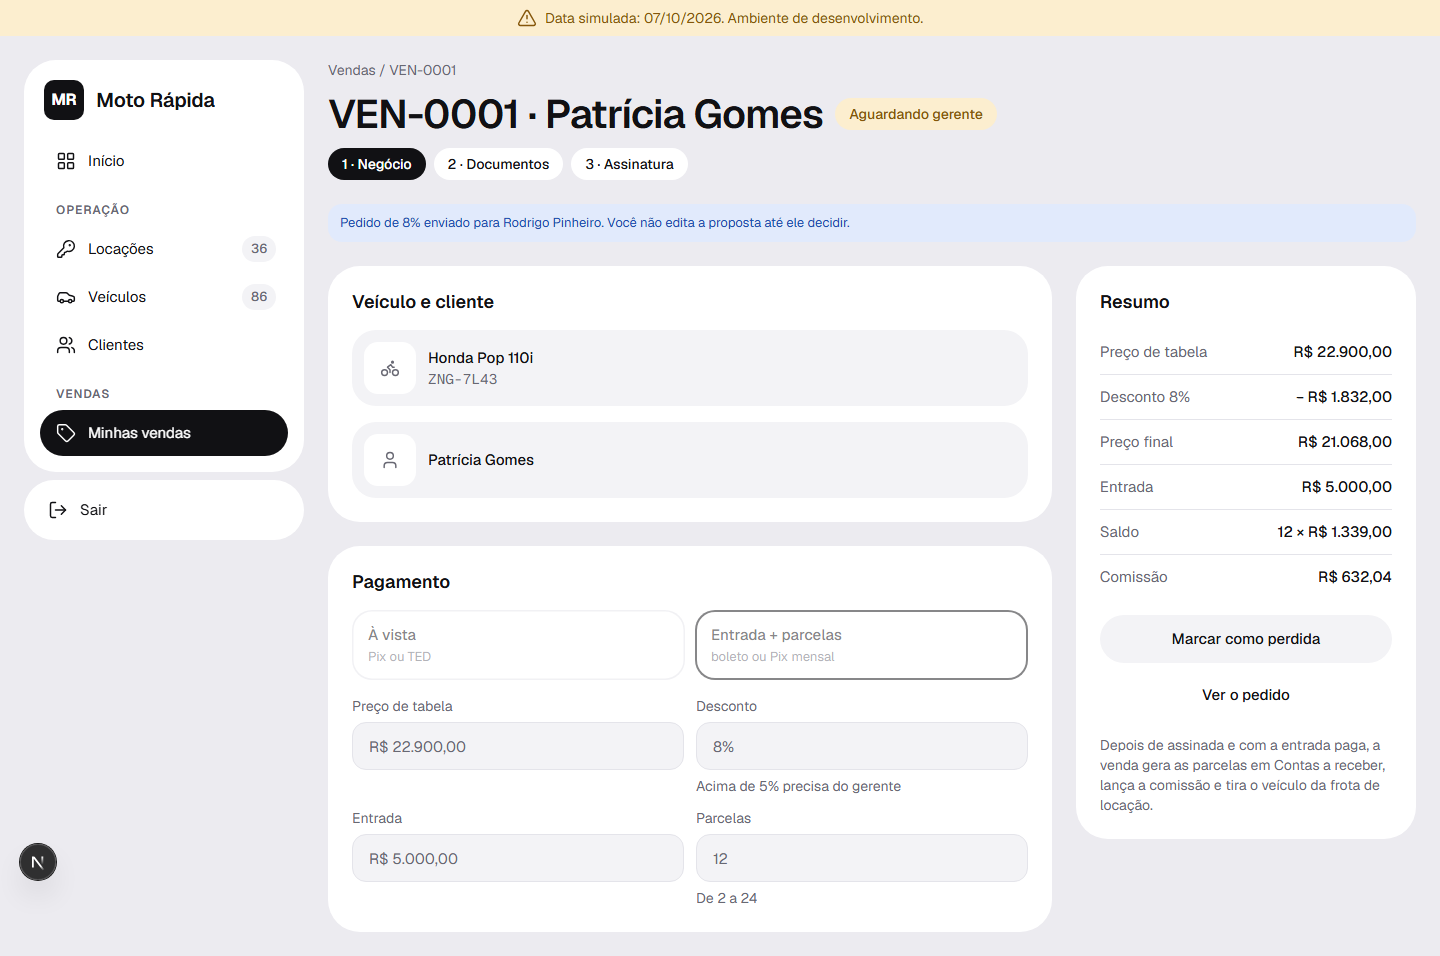 Data simulada: 07/10/2026. Ambiente de desenvolvimento.
MR
Moto Rápida
Início
OPERAÇÃO
Locações
36
Veículos
86
Clientes
VENDAS
Minhas vendas
Sair
Vendas / VEN-0001
VEN-0001 · Patrícia Gomes
Aguardando gerente
1 · Negócio
2 · Documentos
3 · Assinatura
Pedido de 8% enviado para Rodrigo Pinheiro. Você não edita a proposta até ele decidir.
Veículo e cliente
Honda Pop 110i
ZNG-7L43
Patrícia Gomes
Pagamento
À vista
Pix ou TED
Entrada + parcelas
boleto ou Pix mensal
Preço de tabela
R$ 22.900,00
Desconto
8%
Acima de 5% precisa do gerente
Entrada
R$ 5.000,00
Parcelas
12
De 2 a 24
Resumo
Preço de tabela
R$ 22.900,00
Desconto 8%
− R$ 1.832,00
Preço final
R$ 21.068,00
Entrada
R$ 5.000,00
Saldo
12 × R$ 1.339,00
Comissão
R$ 632,04
Marcar como perdida
Ver o pedido
Depois de assinada e com a entrada paga, a
venda gera as parcelas em Contas a receber,
lança a comissão e tira o veículo da frota de
locação.
N